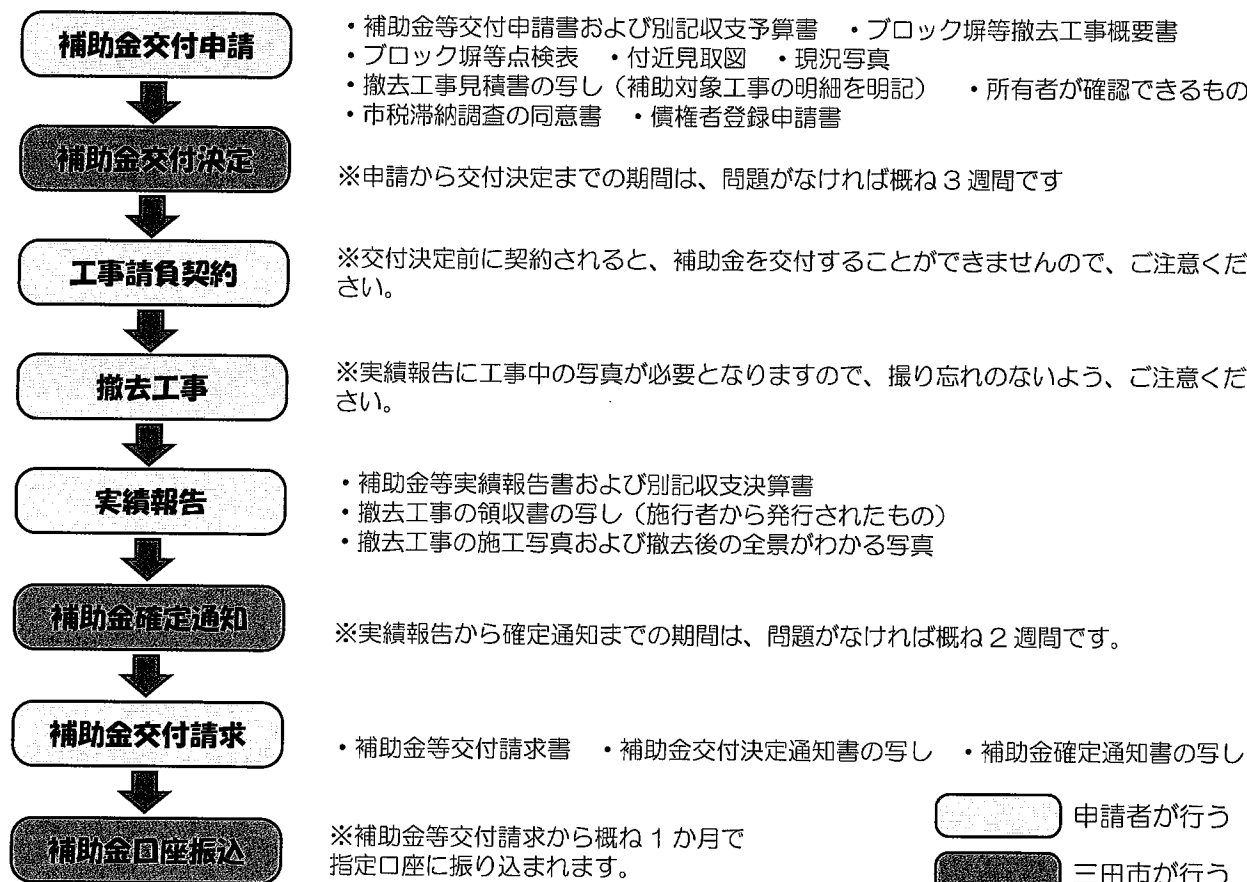 補助金交付申請
・補助金等交付申請書および別記収支予算書 ・ブロック塀等撤去工事概要書
・ブロック塀等点検表 ・付近見取図 ・現況写真
・撤去工事見積書の写し（補助対象工事の明細を明記） ・所有者が確認できるもの
・市税滞納調査の同意書 ・債権者登録申請書
補助金交付決定
※申請から交付決定までの期間は、問題がなければ概ね3週間です
工事請負契約
※交付決定前に契約されると、補助金を交付することができませんので、ご注意くだ
さい。
撤去工事
※実績報告に工事中の写真が必要となりますので、撮り忘れのないよう、ご注意くだ
さい。
実績報告
・補助金等実績報告書および別記収支決算書
・撤去工事の領収書の写し（施行者から発行されたもの）
・撤去工事の施工写真および撤去後の全景がわかる写真
補助金確定通知
※実績報告から確定通知までの期間は、問題がなければ概ね2週間です。
補助金交付請求
・補助金等交付請求書 ・補助金交付決定通知書の写し ・補助金確定通知書の写し
補助金口座振込
※補助金等交付請求から概ね1か月で
指定口座に振り込まれます。
申請者が行う
三田市が行う